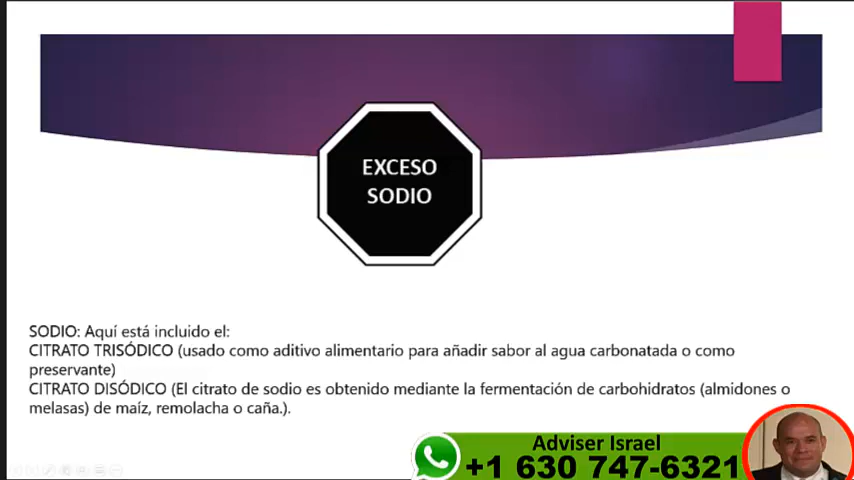 EXCESO
SODIO
SODIO: Aquí está incluido el:
CITRATO TRISÓDICO (usado como aditivo alimentario para añadir sabor al agua carbonatada o como
preservante)
CITRATO DISÓDICO (El citrato de sodio es obtenido mediante la fermentación de carbohidratos (almidones o
melasas) de maíz, remolacha o caña.).
Adviser Israel
+1 630 747-6321